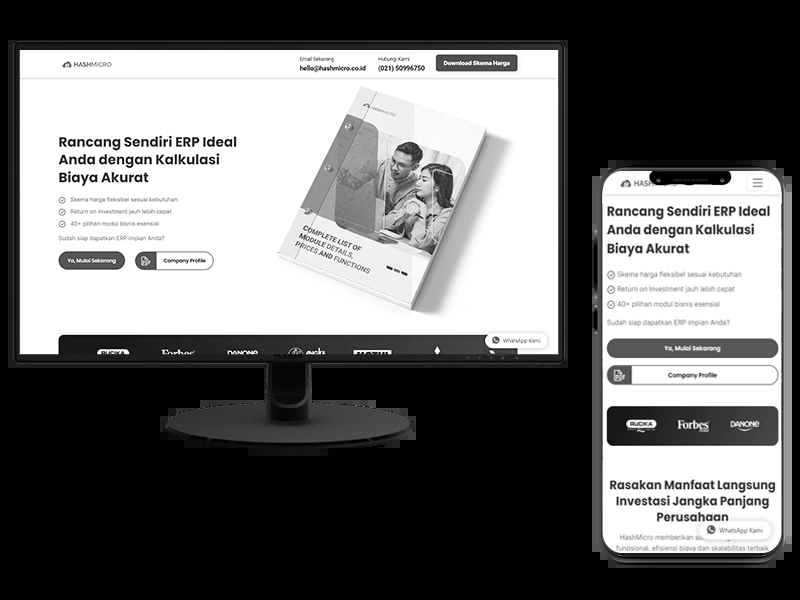 HASHMICRO
Email Sekarang
hello@hashmicro.co.id
Hubungi Kami
(021) 50996750
Download Skema Harga
Rancang Sendiri ERP Ideal
Anda dengan Kalkulasi
Biaya Akurat
Skema harga fleksibel sesuai kebutuhan
Return on Investment jauh lebih cepat
40+ pilihan modul bisnis esensial
Sudah siap dapatkan ERP impian Anda?
Ya, Mulai Sekarang
PDF
Company Profile
HASHMICRO
COMPLETE LIST OF
MODULE DETAILS,
PRICES AND FUNCTIONS
RUCIKA
Forbes
DANONE
WhatsApp Kami
HASHMICRO
Rancang Sendiri ERP Ideal
Anda dengan Kalkulasi
Biaya Akurat
Skema harga fleksibel sesuai kebutuhan
Return on Investment jauh lebih cepat
40+ pilihan modul bisnis esensial
Sudah siap dapatkan ERP impian Anda?
Ya, Mulai Sekarang
PDF
Company Profile
RUCIKA
Forbes
DANONE
Rasakan Manfaat Langsung
Investasi Jangka Panjang
Perusahaan
WhatsApp Kami
HashMicro memberikan
fungsional, efisiensi biaya dan skalabilitas terbaik